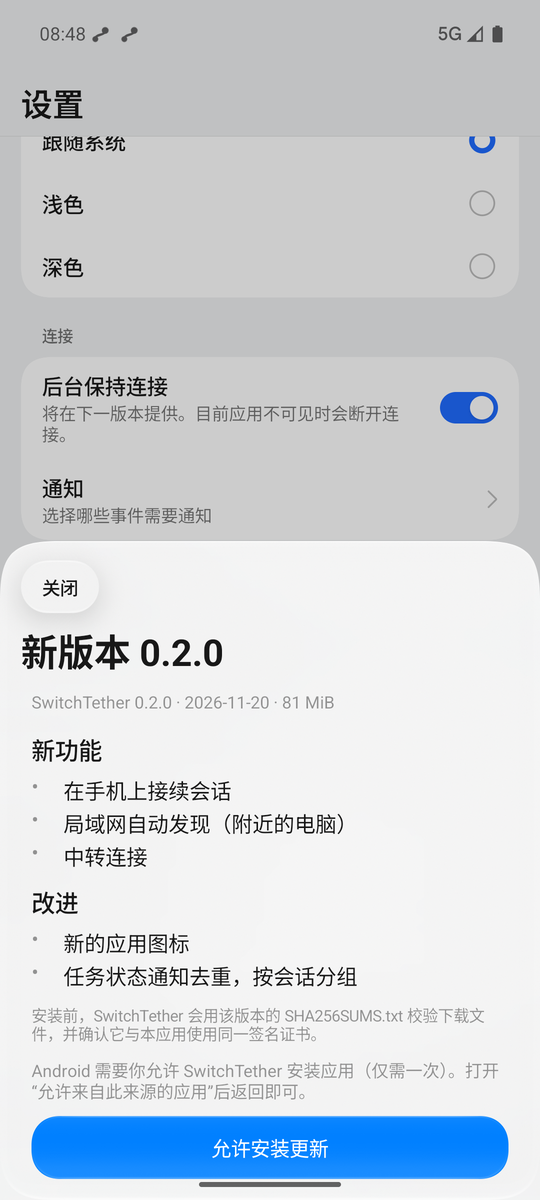 08:48
5G
设置
跟随系统
浅色
深色
连接
后台保持连接
将在下一版本提供。目前应用不可见时会断开连
接。
通知
选择哪些事件需要通知
关闭
新版本 0.2.0
SwitchTether 0.2.0 · 2026-11-20 · 81 MiB
新功能
• 在手机上接续会话
• 局域网自动发现（附近的电脑）
• 中转连接
改进
• 新的应用图标
• 任务状态通知去重，按会话分组
安装前，SwitchTether 会用该版本的 SHA256SUMS.txt 校验下载文
件，并确认它与本应用使用同一签名证书。
Android 需要你允许 SwitchTether 安装应用（仅需一次）。打开
“允许来自此来源的应用”后返回即可。
允许安装更新